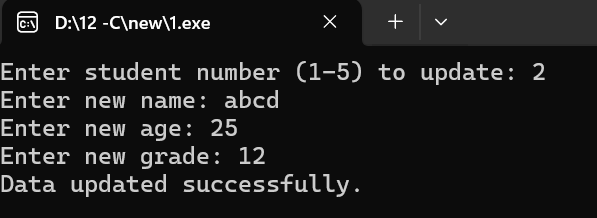 D:\12 -C\new\1.exe
Enter student number (1-5) to update: 2
Enter new name: abcd
Enter new age: 25
Enter new grade: 12
Data updated successfully.